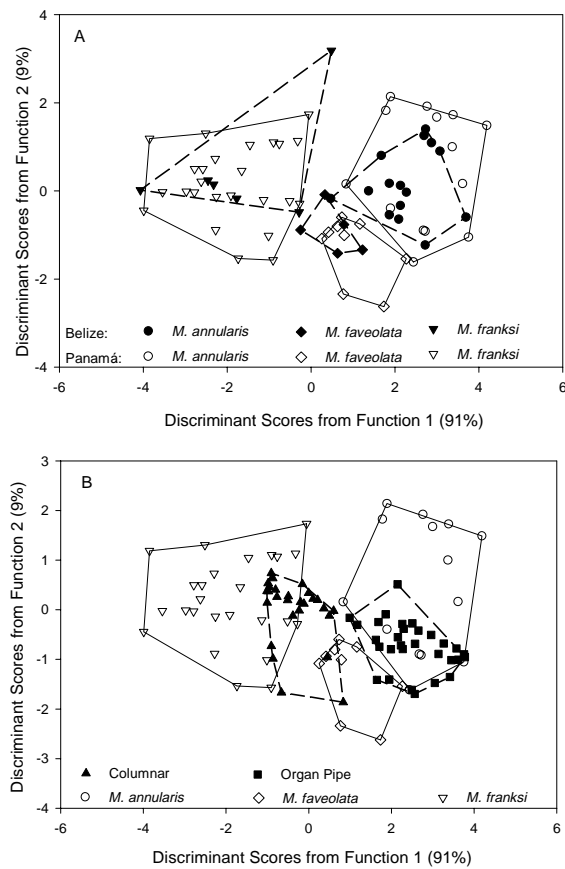 A
Discriminant Scores from Function 2 (9%)
4
2
0
-2
-4
Belize: M. annularis M. faveolata M. franksi
Panamá: M. annularis M. faveolata M. franksi
-6 -4 -2 0 2 4 6
Discriminant Scores from Function 1 (91%)
B
Discriminant Scores from Function 2 (9%)
3
2
1
0
-1
-2
-3
-4
Columnar Organ Pipe
M. annularis M. faveolata M. franksi
-6 -4 -2 0 2 4 6
Discriminant Scores from Function 1 (91%)